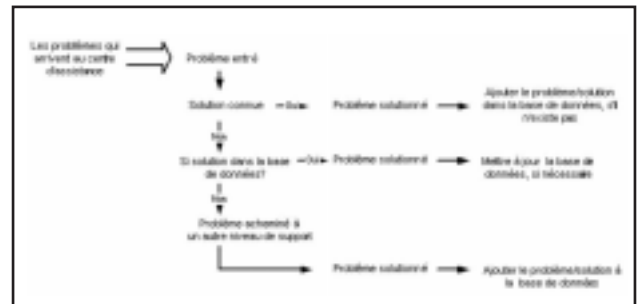 Les problèmes qui
arrivent au centre
d'assistance
Problème entré
Solution connue
Oui
Problème solutionné
Ajouter le problème/solution
dans la base de données, s'il
n'existe pas
Non
Si solution dans la base
de données?
Oui
Problème solutionné
Mettre à jour la base de
données, si nécessaire
Non
Problème acheminé à
un autre niveau de support
Problème solutionné
Ajouter le problème/solution à
la base de données